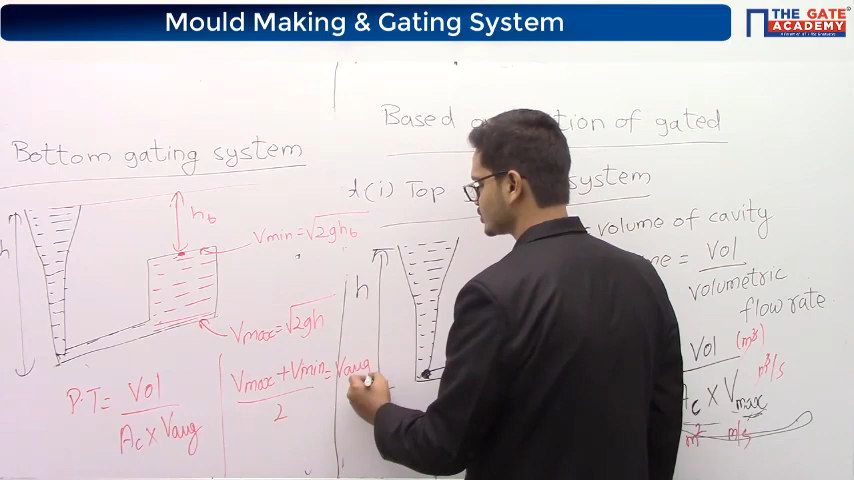 Mould Making & Gating System
THE GATE
ACADEMY
Bottom gating system
h
hb
Vmin = √2ghb
Vmax = √2gh
P.T = Vol
Ac x Vavg
Vmax + Vmin = Vavg
2
Based of gated
(i) Top system
h
volume of cavity
= Vol
volumetric
flow rate
Vol (m³)
m³/s
Ac x Vmax
m² m/s